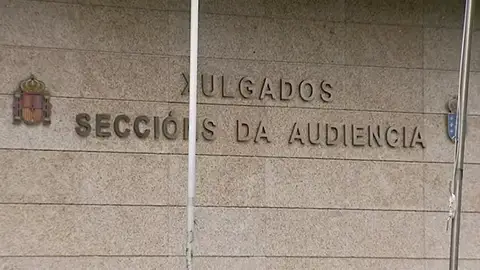 XULGADOS
SECCIÓNS DA AUDIENCIA